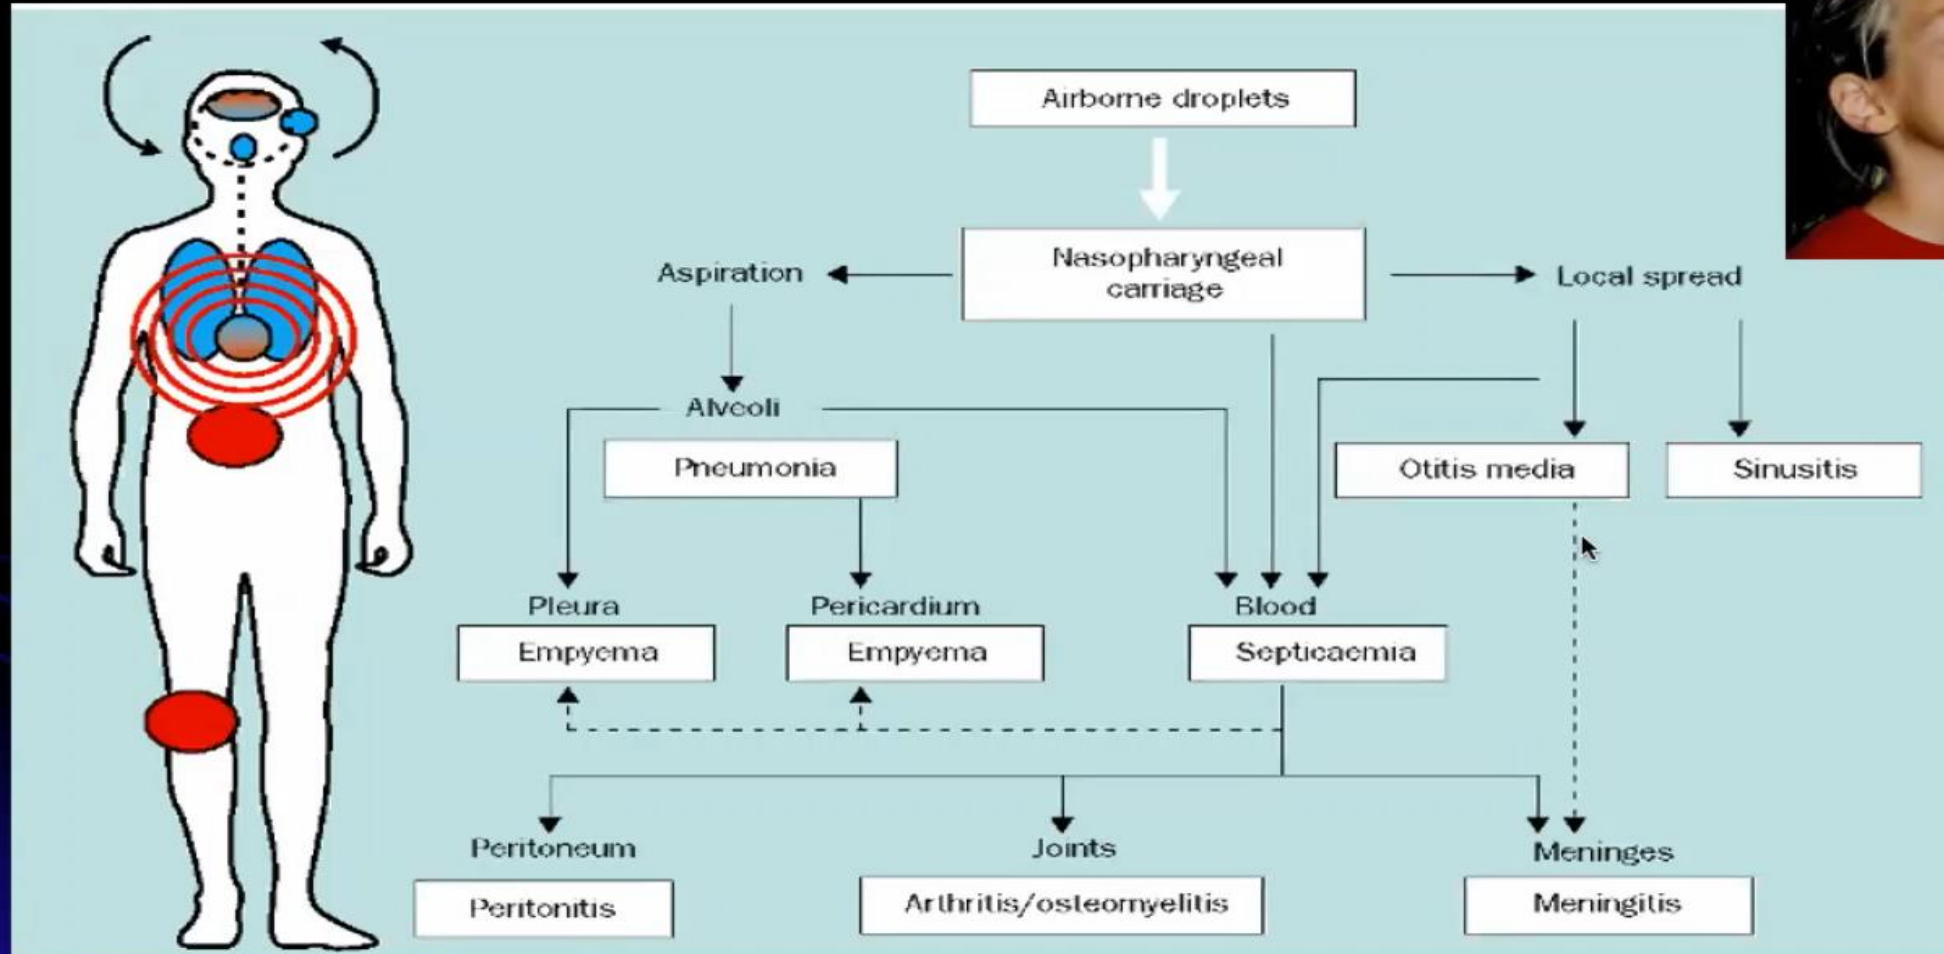 Airborne droplets
Nasopharyngeal
carriage
Aspiration
Local spread
Alveoli
Pneumonia
Otitis media
Sinusitis
Pleura
Pericardium
Blood
Empyema
Empyema
Septicaemia
Peritoneum
Joints
Meninges
Peritonitis
Arthritis/osteomyelitis
Meningitis